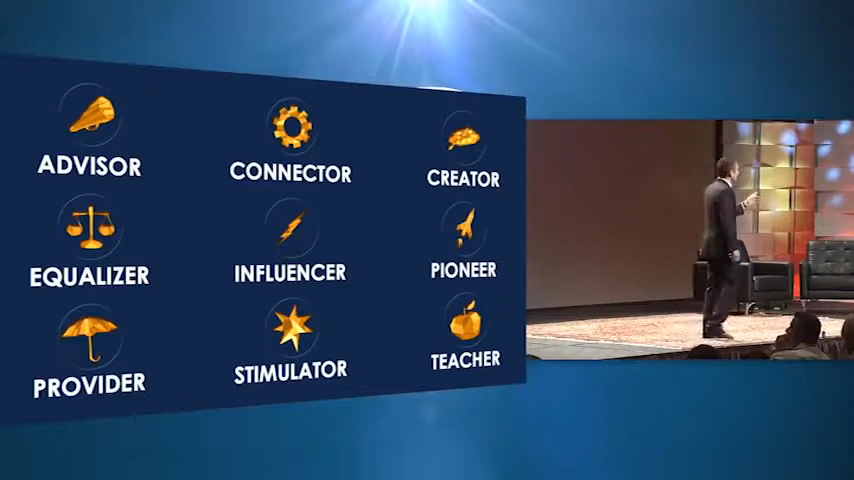 ADVISOR
CONNECTOR
CREATOR
EQUALIZER
INFLUENCER
PIONEER
PROVIDER
STIMULATOR
TEACHER